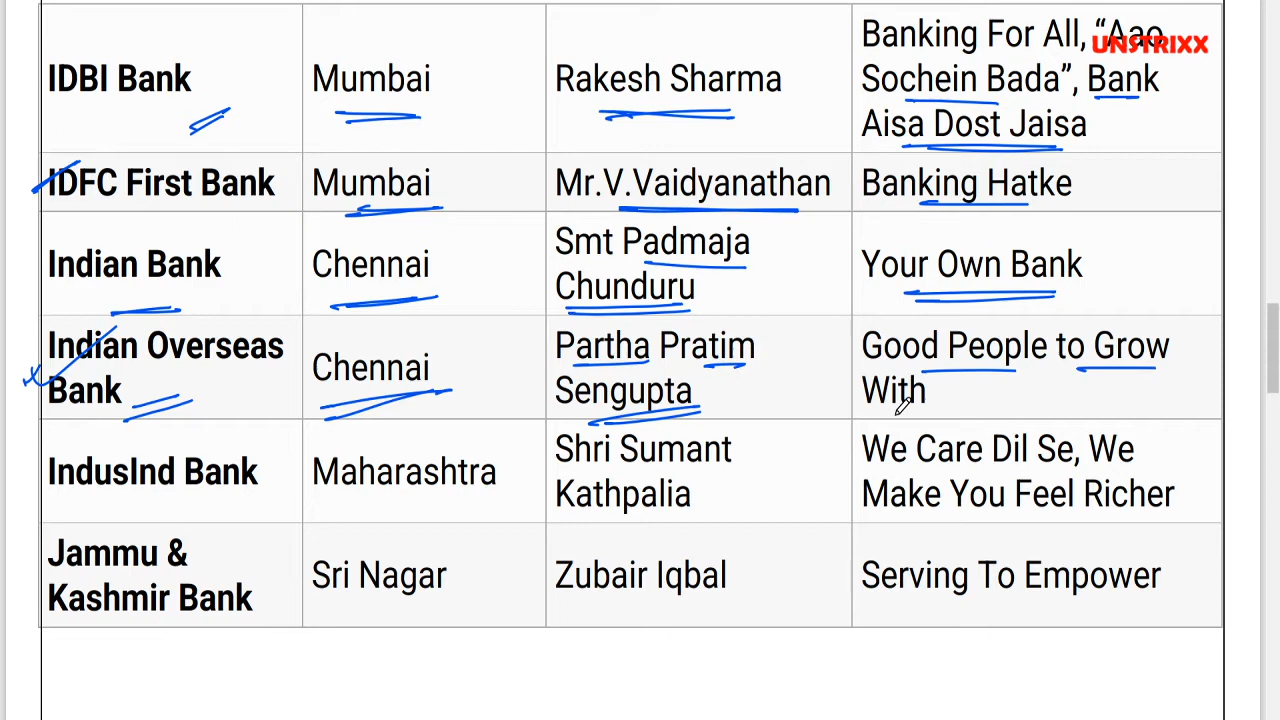 Banking For All, “Aao
UNSTRIXX
IDBI Bank
Mumbai
Rakesh Sharma
Sochein Bada”, Bank
Aisa Dost Jaisa
IDFC First Bank
Mumbai
Mr.V.Vaidyanathan
Banking Hatke
Indian Bank
Chennai
Smt Padmaja
Chunduru
Your Own Bank
Indian Overseas
Bank
Chennai
Partha Pratim
Sengupta
Good People to Grow
With
IndusInd Bank
Maharashtra
Shri Sumant
Kathpalia
We Care Dil Se, We
Make You Feel Richer
Jammu &
Kashmir Bank
Sri Nagar
Zubair Iqbal
Serving To Empower